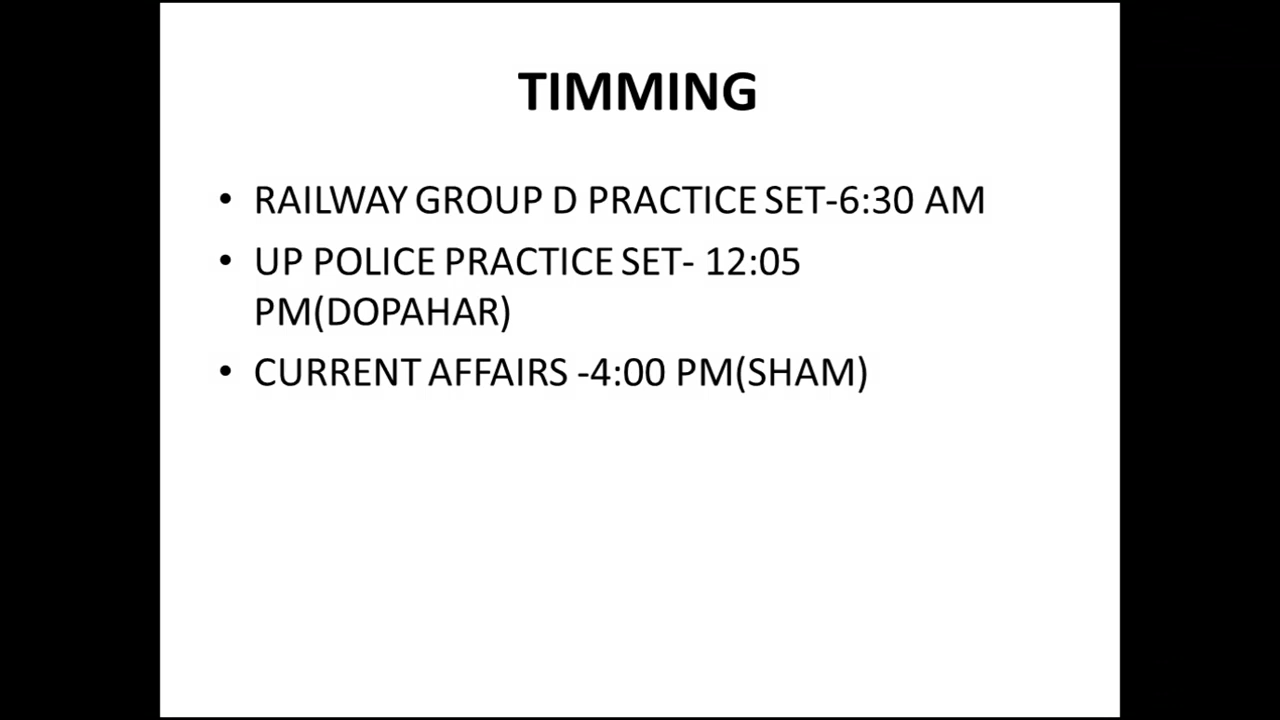 TIMMING
• RAILWAY GROUP D PRACTICE SET-6:30 AM
• UP POLICE PRACTICE SET- 12:05
PM(DOPAHAR)
• CURRENT AFFAIRS -4:00 PM(SHAM)